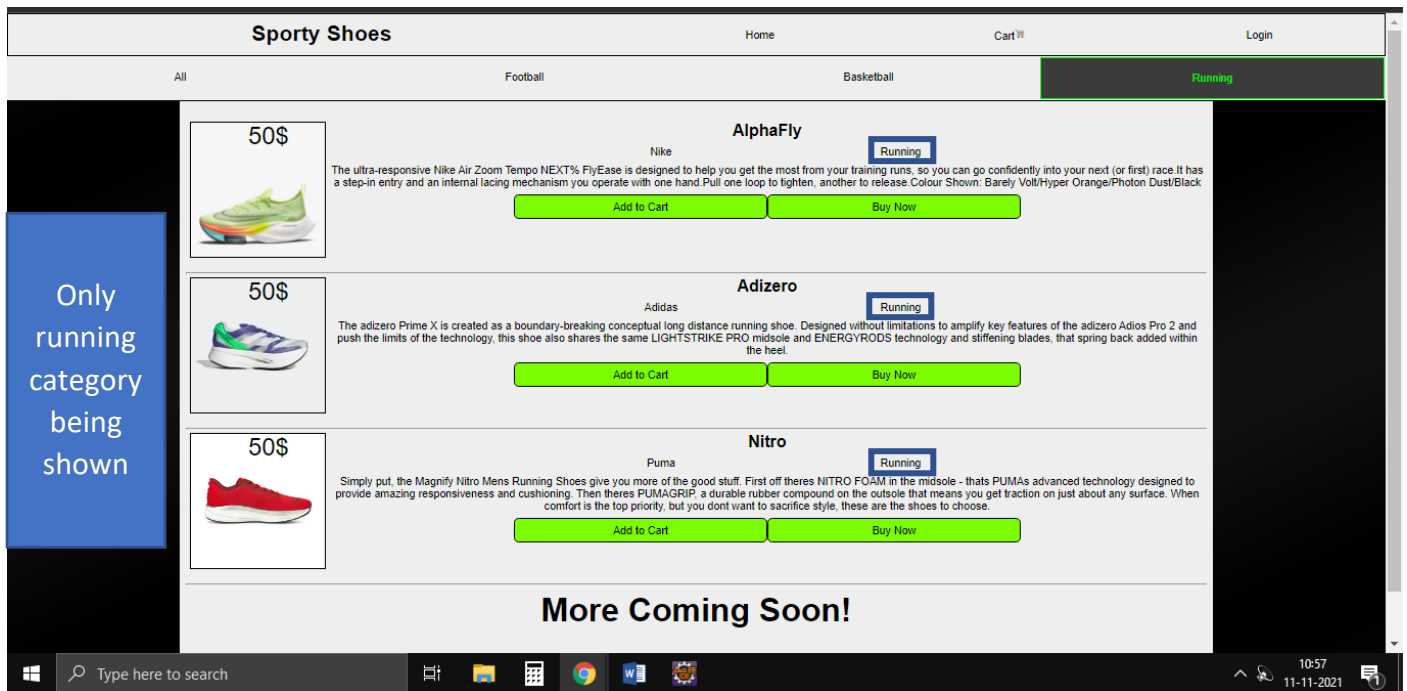 Sporty Shoes Home Cart Login
All Football Basketball Running
50$ AlphaFly
Nike Running
The ultra-responsive Nike Air Zoom Tempo NEXT% FlyEase is designed to help you get the most from your training runs, so you can go confidently into your next (or first) race.It has
a step-in entry and an internal lacing mechanism you operate with one hand.Pull one loop to tighten, another to release.Colour Shown: Barely Volt/Hyper Orange/Photon Dust/Black
Add to Cart Buy Now
Only
running
category
being
shown
50$ Adizero
Adidas Running
The adizero Prime X is created as a boundary-breaking conceptual long distance running shoe. Designed without limitations to amplify key features of the adizero Adios Pro 2 and
push the limits of the technology, this shoe also shares the same LIGHTSTRIKE PRO midsole and ENERGYRODS technology and stiffening blades, that spring back added within
the heel.
Add to Cart Buy Now
50$ Nitro
Puma Running
Simply put, the Magnify Nitro Mens Running Shoes give you more of the good stuff. First off theres NITRO FOAM in the midsole - thats PUMAs advanced technology designed to
provide amazing responsiveness and cushioning. Then theres PUMAGRIP, a durable rubber compound on the outsole that means you get traction on just about any surface. When
comfort is the top priority, but you dont want to sacrifice style, these are the shoes to choose.
Add to Cart Buy Now
More Coming Soon!
Type here to search 10:57
11-11-2021 1